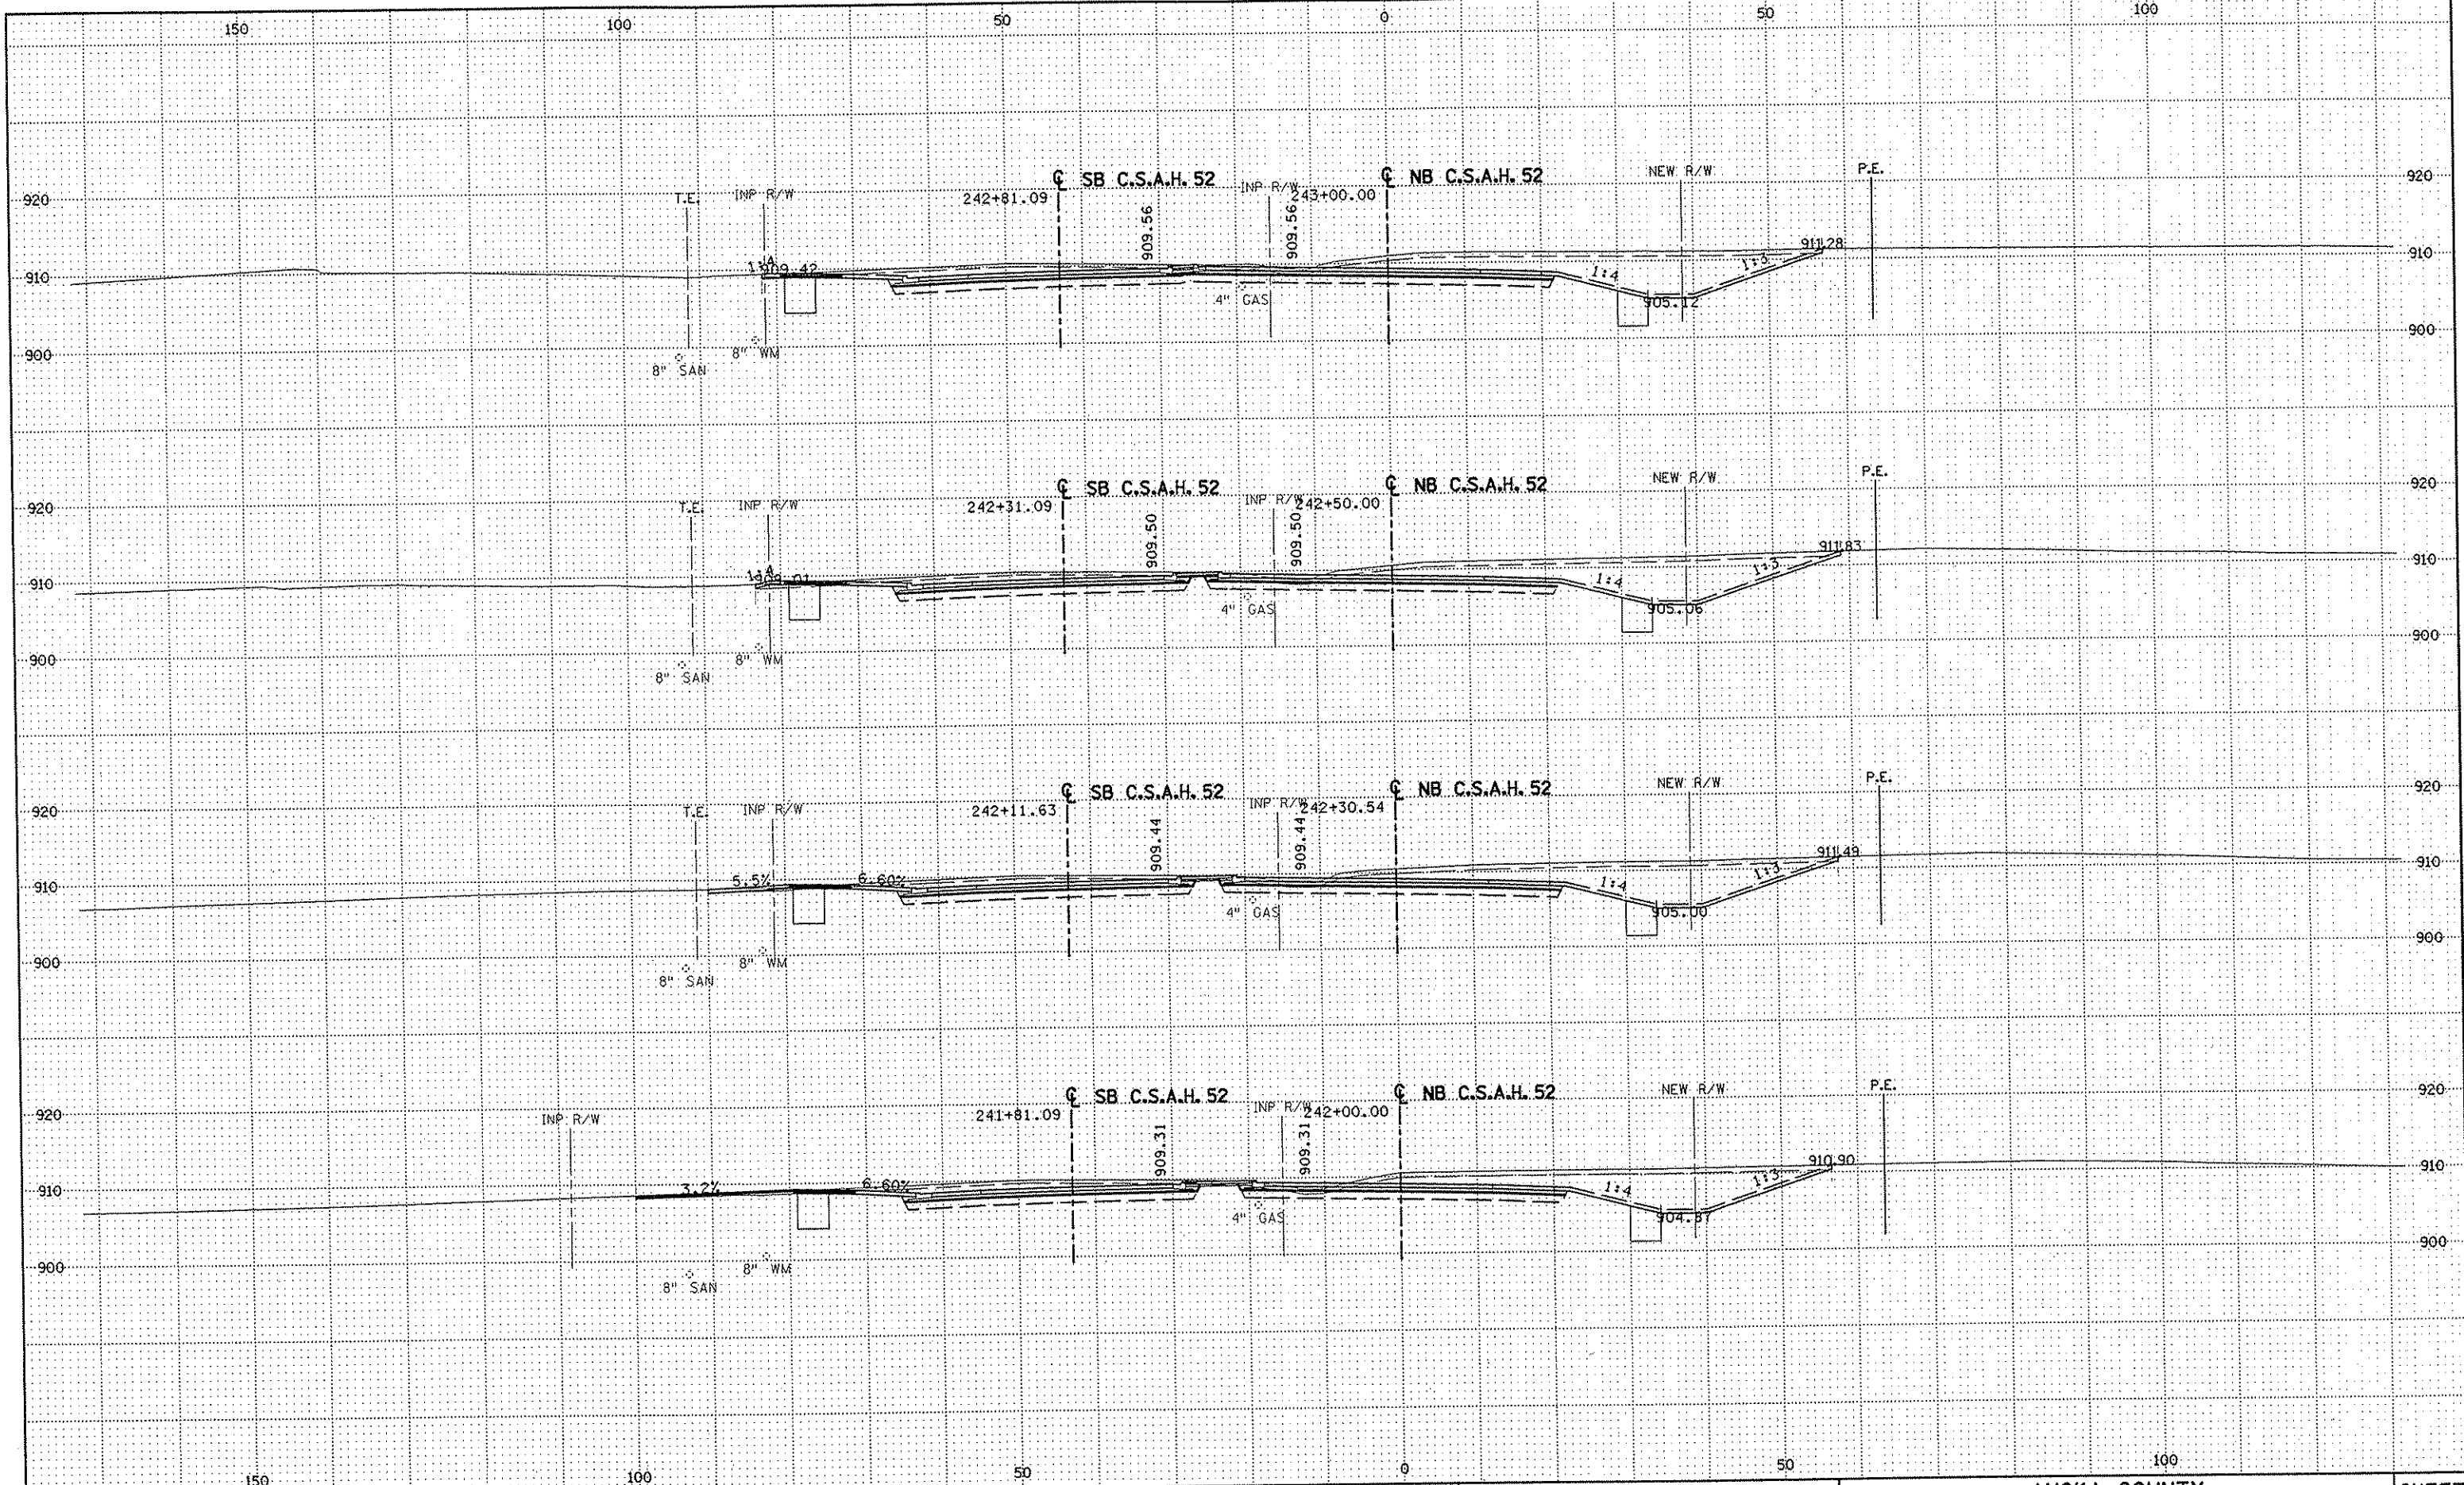 150 100 50 0 50 100
T.E. INP R/W ℄ SB C.S.A.H. 52 INP R/W ℄ NB C.S.A.H. 52 NEW R/W P.E.
920 242+81.09 909.56 909.56 243+00.00 920
911.28
910 909.42 1:4 1:3 910
4" GAS 905.12
900 8" WM 900
8" SAN
T.E. INP R/W ℄ SB C.S.A.H. 52 INP R/W ℄ NB C.S.A.H. 52 NEW R/W P.E.
920 242+31.09 909.50 909.50 242+50.00 920
911.83
910 909.01 1:4 1:3 910
4" GAS 905.06
900 8" WM 900
8" SAN
T.E. INP R/W ℄ SB C.S.A.H. 52 INP R/W ℄ NB C.S.A.H. 52 NEW R/W P.E.
920 242+11.63 909.44 909.44 242+30.54 920
911.49
910 5.5% 6.60% 1:4 1:3 910
4" GAS 905.00
900 8" WM 900
8" SAN
INP R/W ℄ SB C.S.A.H. 52 INP R/W ℄ NB C.S.A.H. 52 NEW R/W P.E.
920 241+81.09 909.31 909.31 242+00.00 920
910.90
910 3.2% 6.60% 1:4 1:3 910
4" GAS 904.87
900 8" WM 900
8" SAN
150 100 50 0 50 100
COUNTY